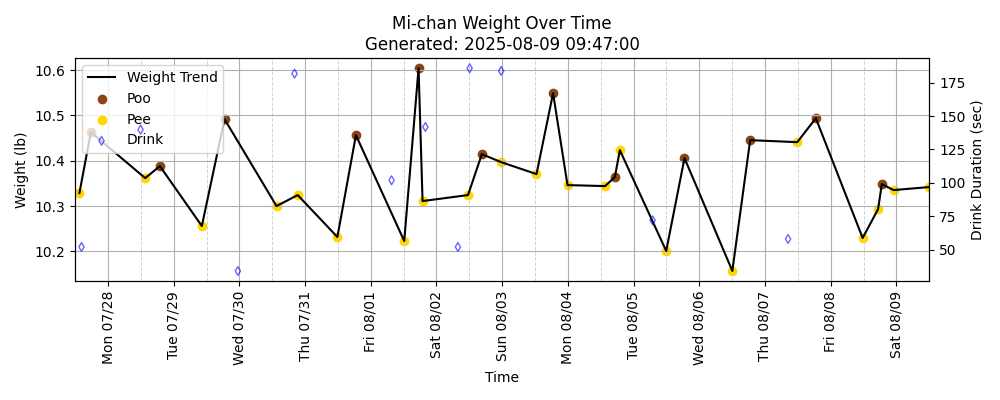 Mi-chan Weight Over Time
Generated: 2025-08-09 09:47:00
Weight (lb)
10.6
10.5
10.4
10.3
10.2
Weight Trend
Poo
Pee
Drink
175
150
125
100
75
50
Drink Duration (sec)
Mon 07/28
Tue 07/29
Wed 07/30
Thu 07/31
Fri 08/01
Sat 08/02
Sun 08/03
Mon 08/04
Tue 08/05
Wed 08/06
Thu 08/07
Fri 08/08
Sat 08/09
Time